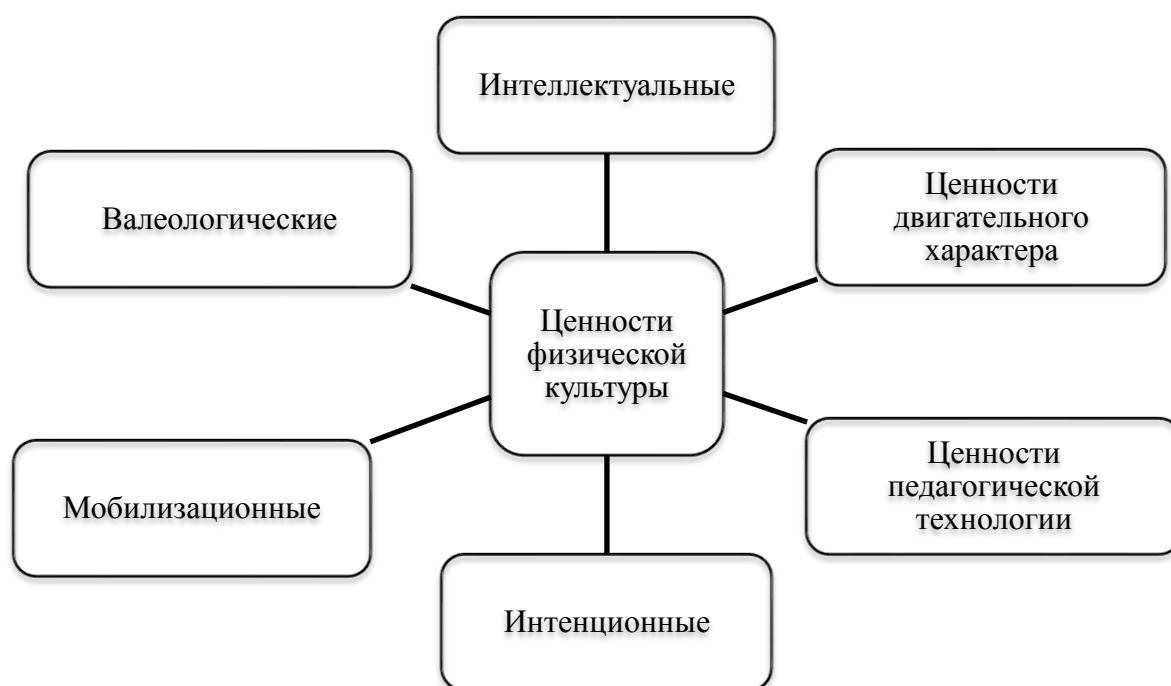 Интеллектуальные
Валеологические
Ценности
двигательного
характера
Ценности
физической
культуры
Мобилизационные
Ценности
педагогической
технологии
Интенционные